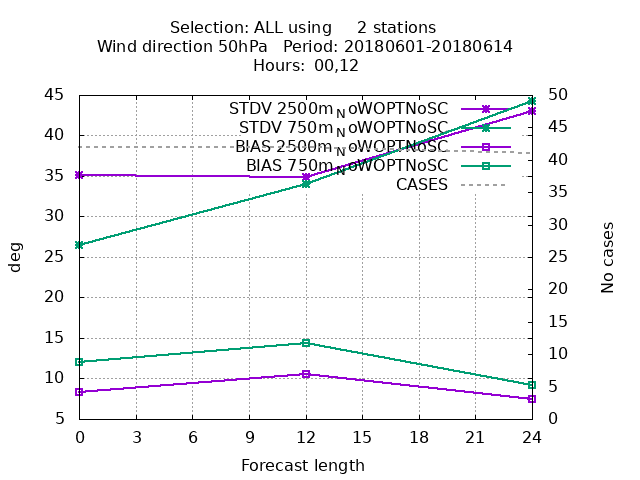 Selection: ALL using 2 stations
Wind direction 50hPa Period: 20180601-20180614
Hours: 00,12
STDV 2500m_NoWOPTNoSC
STDV 750m_NoWOPTNoSC
BIAS 2500m_NoWOPTNoSC
BIAS 750m_NoWOPTNoSC
CASES
deg
45
40
35
30
25
20
15
10
5
No cases
50
45
40
35
30
25
20
15
10
5
0
0 3 6 9 12 15 18 21 24
Forecast length